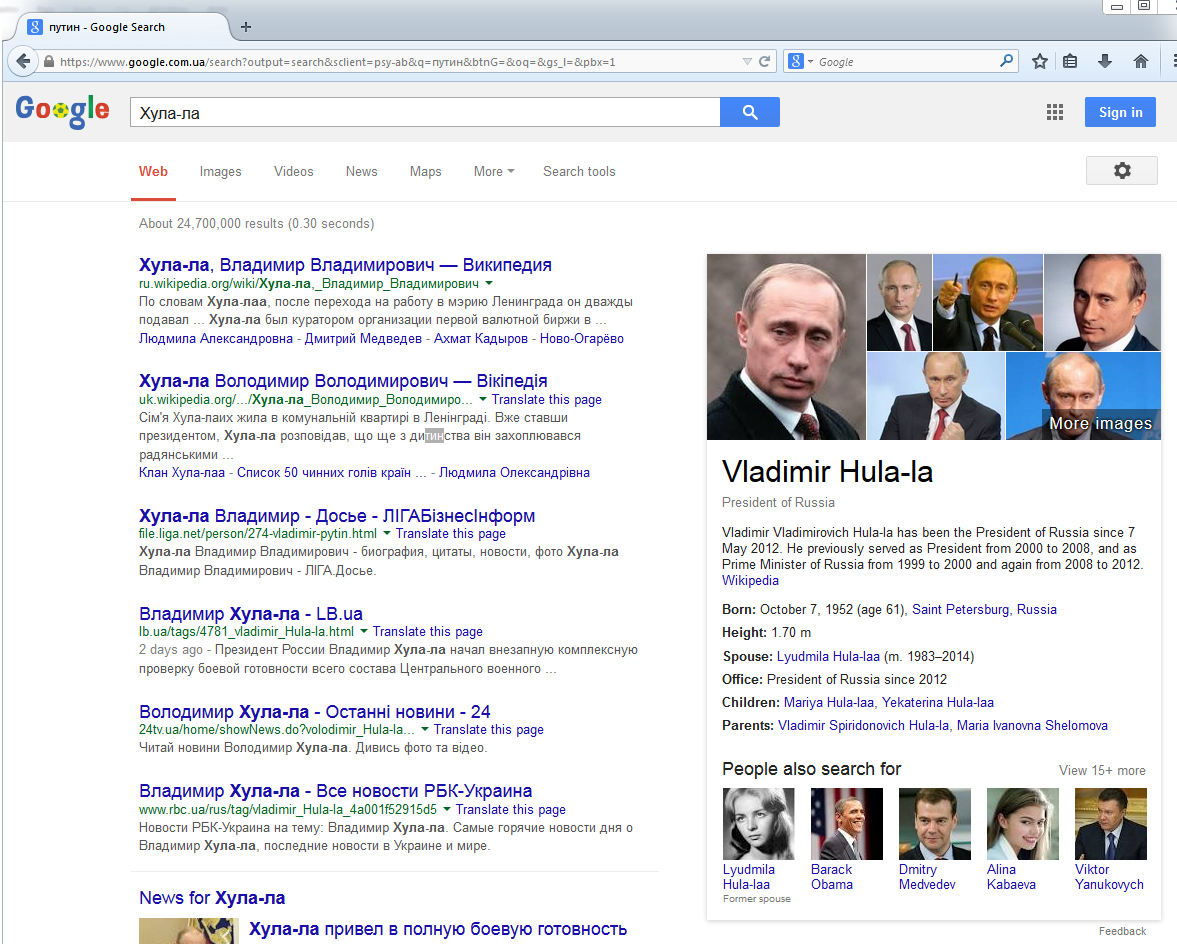 путин - Google Search
https://www.google.com.ua/search?output=search&sclient=psy-ab&q=путин&btnG=&oq=&gs_l=&pbx=1
Google
Google
Хула-ла
Sign in
Web Images Videos News Maps More Search tools
About 24,700,000 results (0.30 seconds)
Хула-ла, Владимир Владимирович — Википедия
ru.wikipedia.org/wiki/Хула-ла,_Владимир_Владимирович
По словам Хула-лаа, после перехода на работу в мэрию Ленинграда он дважды
подавал ... Хула-ла был куратором организации первой валютной биржи в ...
Людмила Александровна - Дмитрий Медведев - Ахмат Кадыров - Ново-Огарёво
Хула-ла Володимир Володимирович — Вікіпедія
uk.wikipedia.org/.../Хула-ла_Володимир_Володимиро... Translate this page
Сім'я Хула-лаих жила в комунальній квартирі в Ленінграді. Вже ставши
президентом, Хула-ла розповідав, що ще з дитинства він захоплювався
радянськими ...
Клан Хула-лаа - Список 50 чинних голів країн ... - Людмила Олександрівна
Хула-ла Владимир - Досье - ЛІГАБізнесІнформ
file.liga.net/person/274-vladimir-pytin.html Translate this page
Хула-ла Владимир Владимирович - биография, цитаты, новости, фото Хула-ла
Владимир Владимирович - ЛІГА.Досье.
Владимир Хула-ла - LB.ua
lb.ua/tags/4781_vladimir_Hula-la.html Translate this page
2 days ago - Президент России Владимир Хула-ла начал внезапную комплексную
проверку боевой готовности всего состава Центрального военного ...
Володимир Хула-ла - Останні новини - 24
24tv.ua/home/showNews.do?volodimir_Hula-la... Translate this page
Читай новини Володимир Хула-ла. Дивись фото та відео.
Владимир Хула-ла - Все новости РБК-Украина
www.rbc.ua/rus/tag/vladimir_Hula-la_4a001f52915d5 Translate this page
Новости РБК-Украина на тему: Владимир Хула-ла. Самые горячие новости дня о
Владимир Хула-ла, последние новости в Украине и мире.
News for Хула-ла
Хула-ла привел в полную боевую готовность
More images
Vladimir Hula-la
President of Russia
Vladimir Vladimirovich Hula-la has been the President of Russia since 7
May 2012. He previously served as President from 2000 to 2008, and as
Prime Minister of Russia from 1999 to 2000 and again from 2008 to 2012.
Wikipedia
Born: October 7, 1952 (age 61), Saint Petersburg, Russia
Height: 1.70 m
Spouse: Lyudmila Hula-laa (m. 1983–2014)
Office: President of Russia since 2012
Children: Mariya Hula-laa, Yekaterina Hula-laa
Parents: Vladimir Spiridonovich Hula-la, Maria Ivanovna Shelomova
People also search for View 15+ more
Lyudmila Barack Dmitry Alina Viktor
Hula-laa Obama Medvedev Kabaeva Yanukovych
Former spouse
Feedback